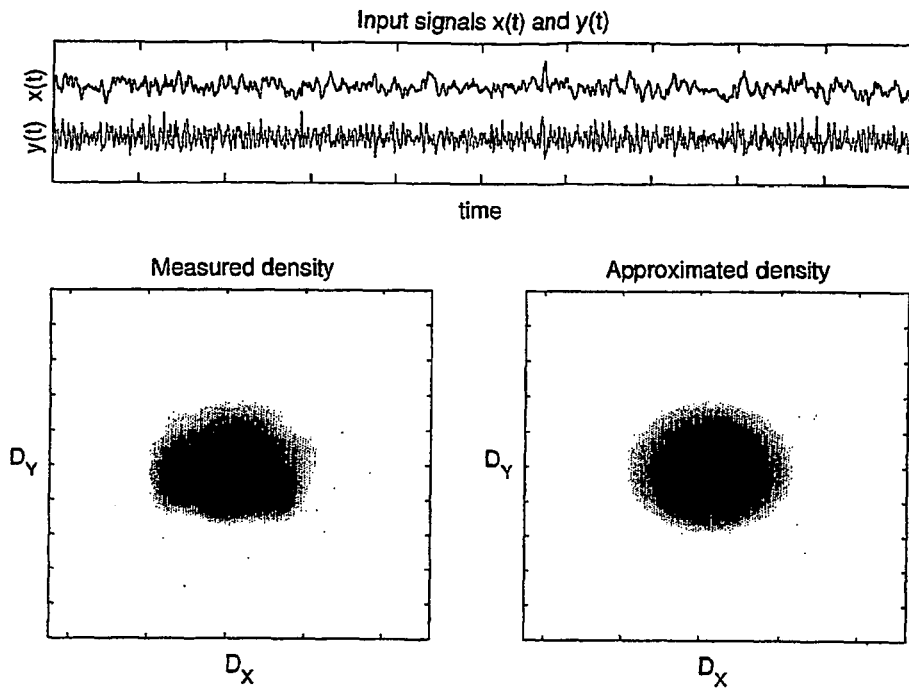 Input signals x(t) and y(t)
x(t)
y(t)
time
Measured density
Approximated density
D_Y
D_Y
D_X
D_X